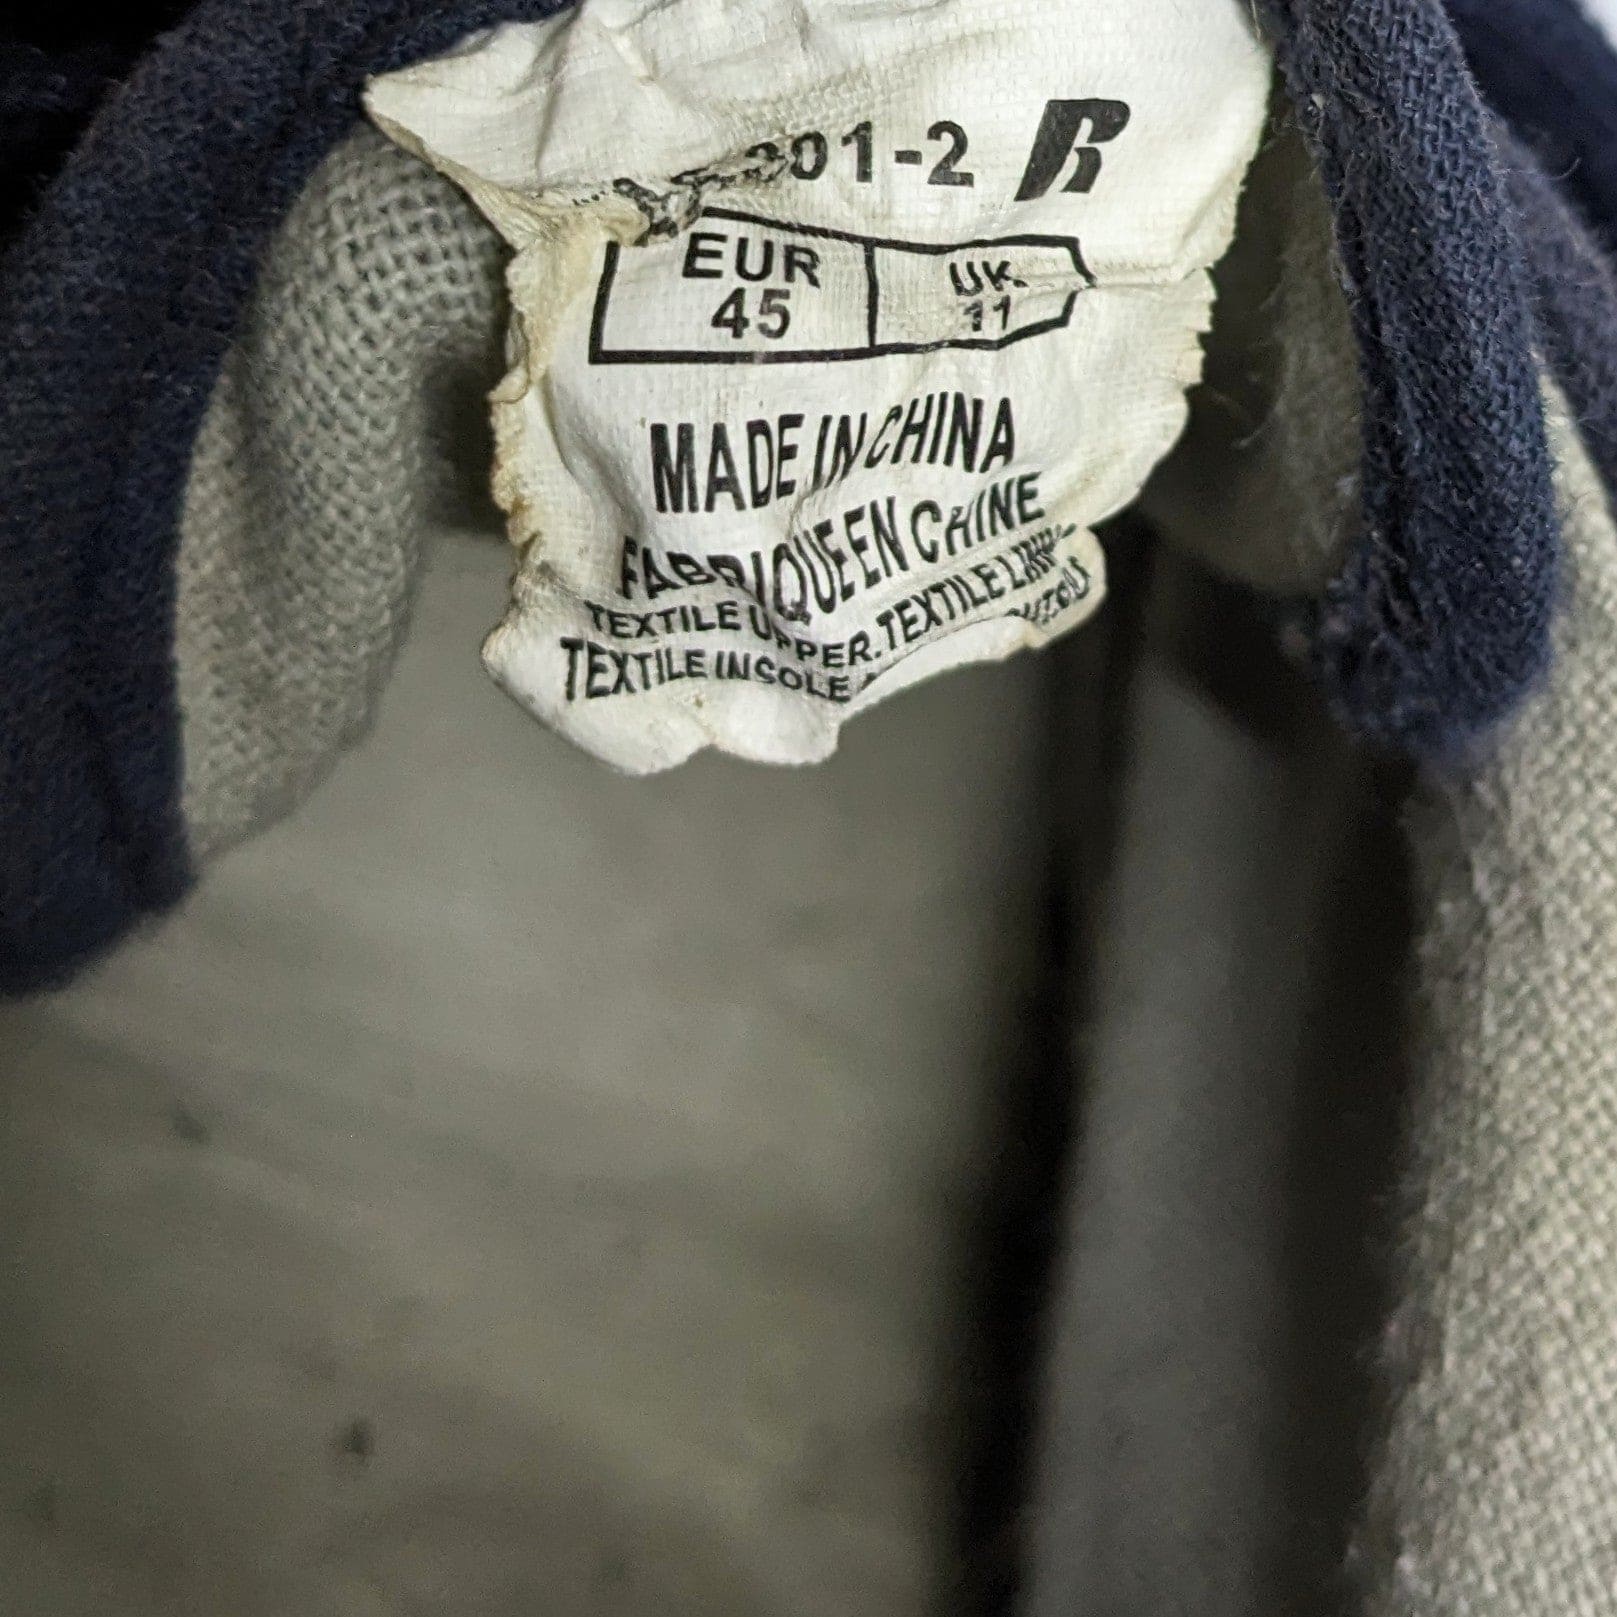 01-2 R
EUR UK
45 11
MADE IN CHINA
FABRIQUE EN CHINE
TEXTILE UPPER. TEXTILE
TEXTILE INSOLE